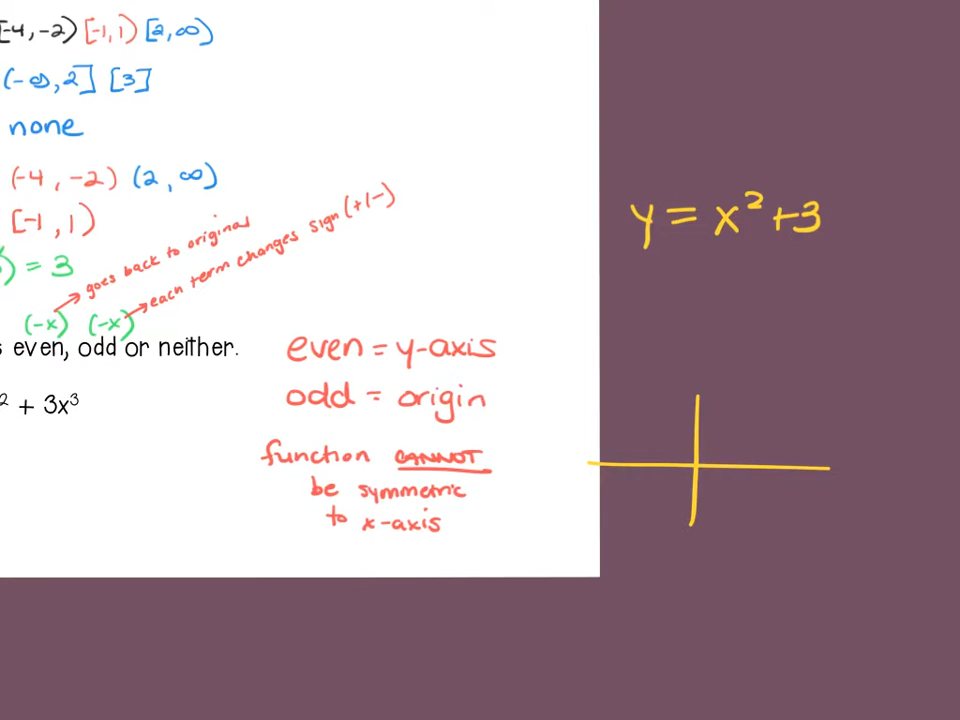 [-4,-2) [-1,1) [2,∞)
(-∞,2] [3]
none
(-4,-2) (2,∞)
[-1,1)
) = 3
goes back to original
each term changes sign (+/-)
(-x) (-x)
s even, odd or neither.
² + 3x³
even = y-axis
odd = origin
function CANNOT
be symmetric
to x-axis
y = x² + 3